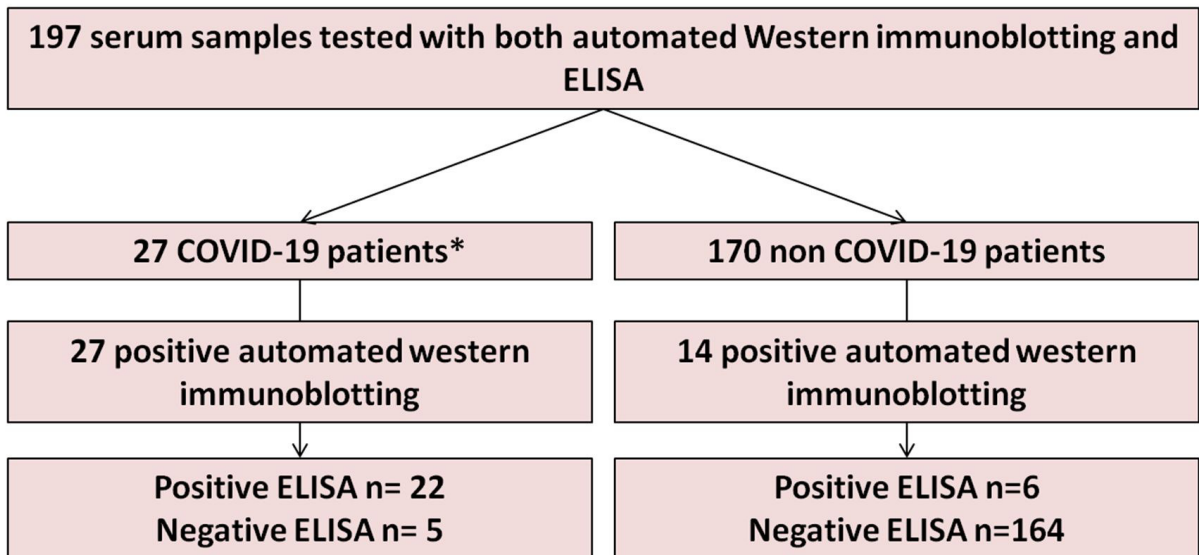 197 serum samples tested with both automated Western immunoblotting and
ELISA
27 COVID-19 patients*
170 non COVID-19 patients
27 positive automated western
immunoblotting
14 positive automated western
immunoblotting
Positive ELISA n= 22
Negative ELISA n= 5
Positive ELISA n=6
Negative ELISA n=164